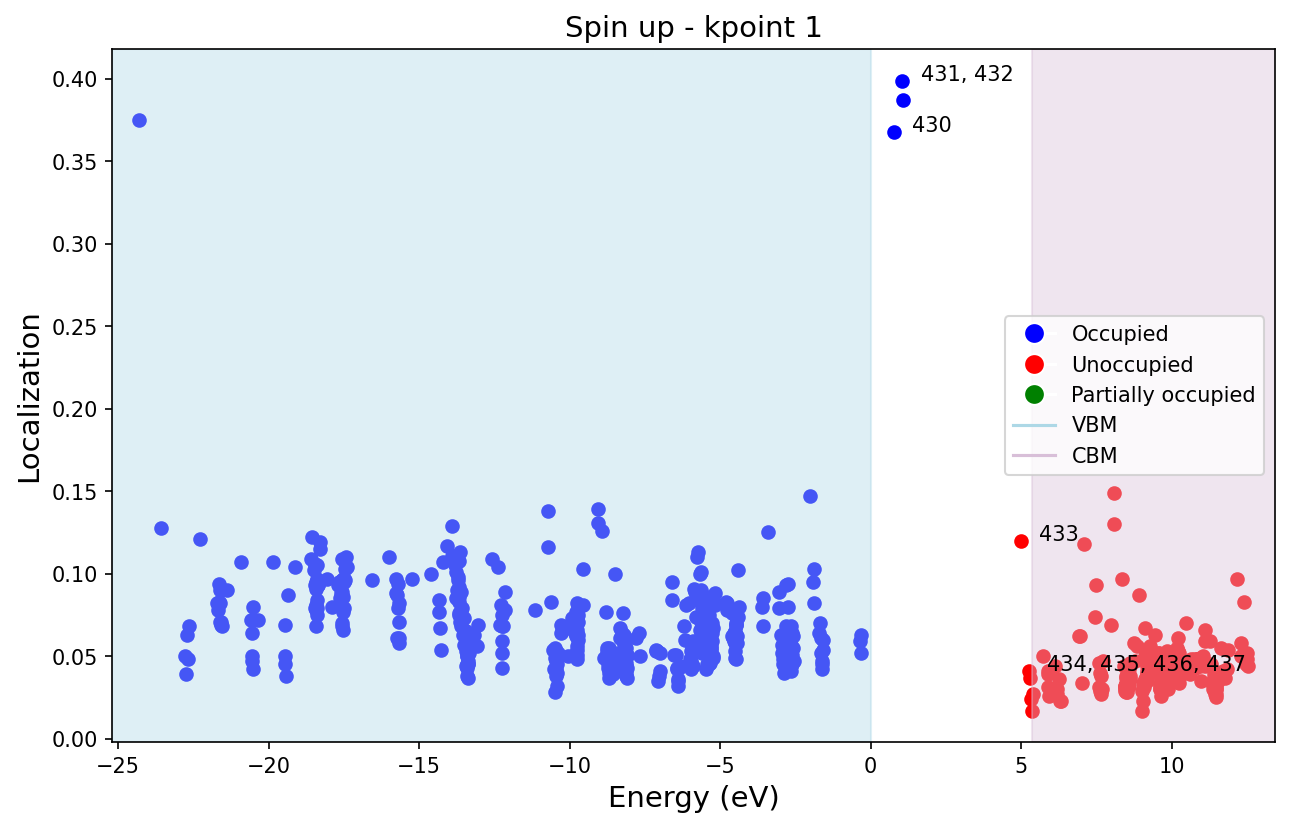 Spin up - kpoint 1
Localization
0.40
0.35
0.30
0.25
0.20
0.15
0.10
0.05
0.00
431, 432
430
433
434, 435, 436, 437
Occupied
Unoccupied
Partially occupied
VBM
CBM
−25
−20
−15
−10
−5
0
5
10
Energy (eV)